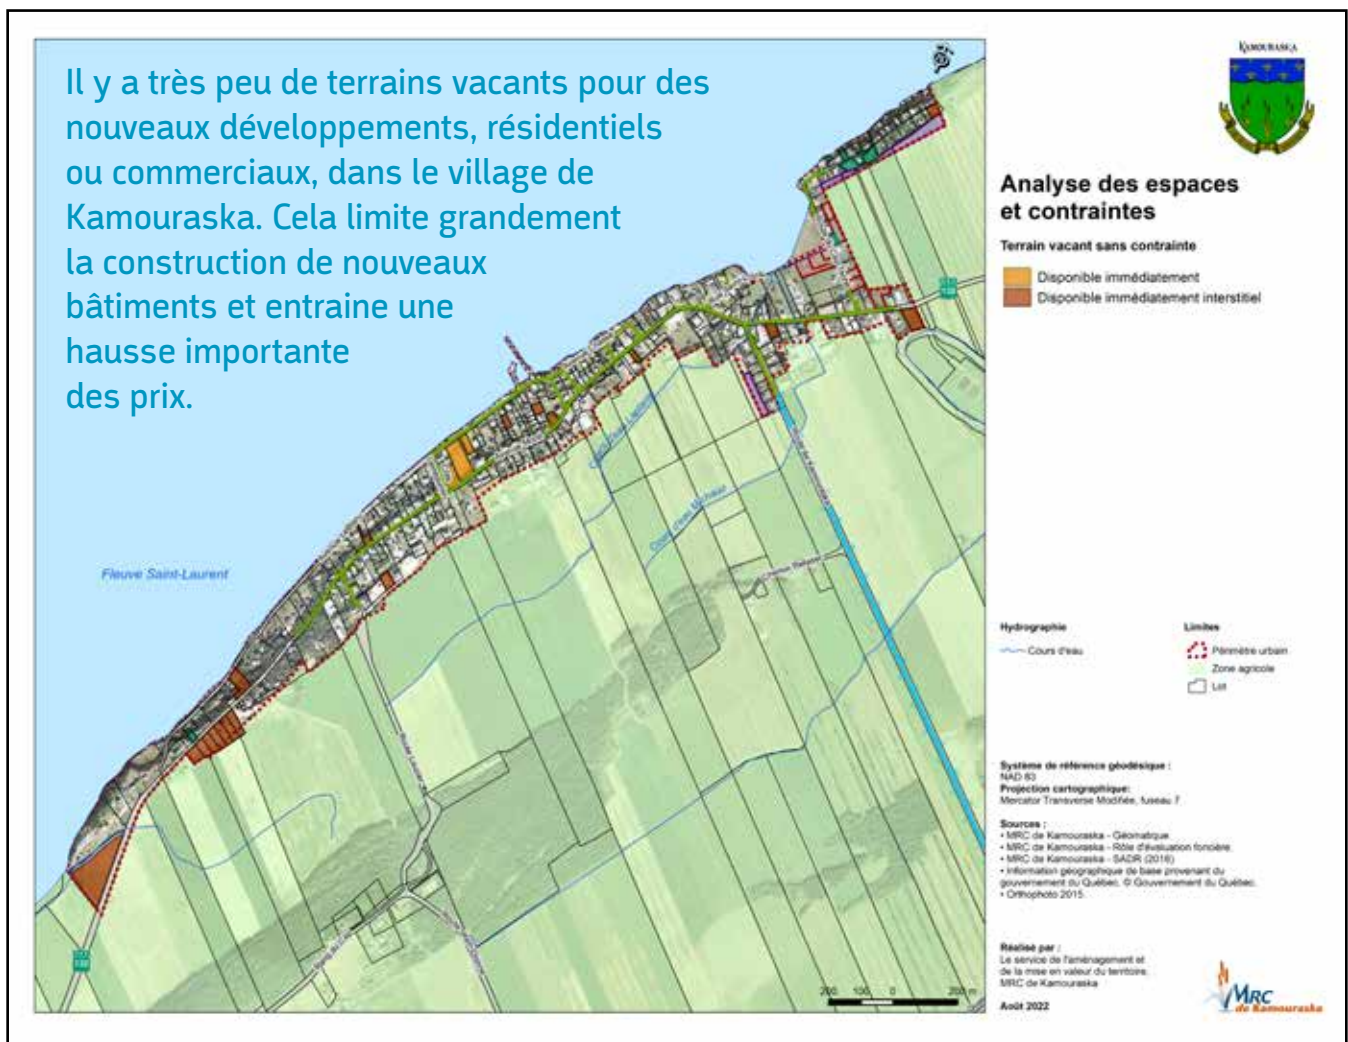 Il y a très peu de terrains vacants pour des
nouveaux développements, résidentiels
ou commerciaux, dans le village de
Kamouraska. Cela limite grandement
la construction de nouveaux
bâtiments et entraine une
hausse importante
des prix.
Fleuve Saint-Laurent
Cours d'eau Michaud
200 100 0 200 m
KAMOURASKA
Analyse des espaces
et contraintes
Terrain vacant sans contrainte
Disponible immédiatement
Disponible immédiatement interstitiel
Hydrographie
Cours d'eau
Limites
Périmètre urbain
Zone agricole
Lot
Système de référence géodésique :
NAD 83
Projection cartographique:
Mercator Transverse Modifiée, fuseau 7
Sources :
• MRC de Kamouraska - Géomatique.
• MRC de Kamouraska - Rôle d'évaluation foncière.
• MRC de Kamouraska - SADR (2016)
• Information géographique de base provenant du
gouvernement du Québec. © Gouvernement du Québec.
• Orthophoto 2015.
Réalisé par :
Le service de l'aménagement et
de la mise en valeur du territoire.
MRC de Kamouraska
Août 2022
MRC
de Kamouraska